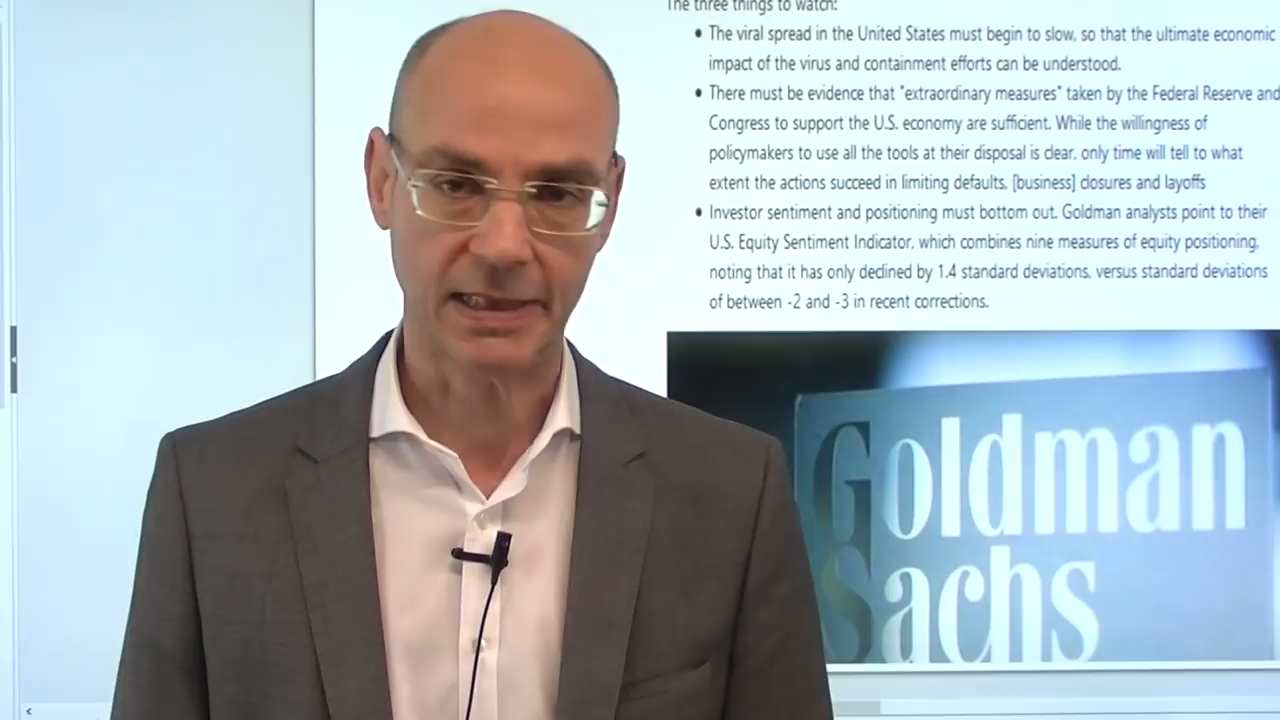 The three things to watch:
• The viral spread in the United States must begin to slow, so that the ultimate economic
impact of the virus and containment efforts can be understood.
• There must be evidence that "extraordinary measures" taken by the Federal Reserve and
Congress to support the U.S. economy are sufficient. While the willingness of
policymakers to use all the tools at their disposal is clear, only time will tell to what
extent the actions succeed in limiting defaults, [business] closures and layoffs
• Investor sentiment and positioning must bottom out. Goldman analysts point to their
U.S. Equity Sentiment Indicator, which combines nine measures of equity positioning,
noting that it has only declined by 1.4 standard deviations, versus standard deviations
of between -2 and -3 in recent corrections.
Goldman
Sachs